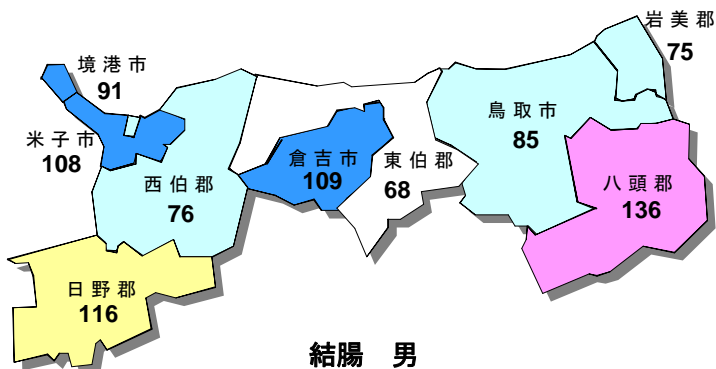 岩美郡
75
境港市
91
鳥取市
85
米子市
108
倉吉市
109
東伯郡
68
西伯郡
76
八頭郡
136
日野郡
116
結腸 男